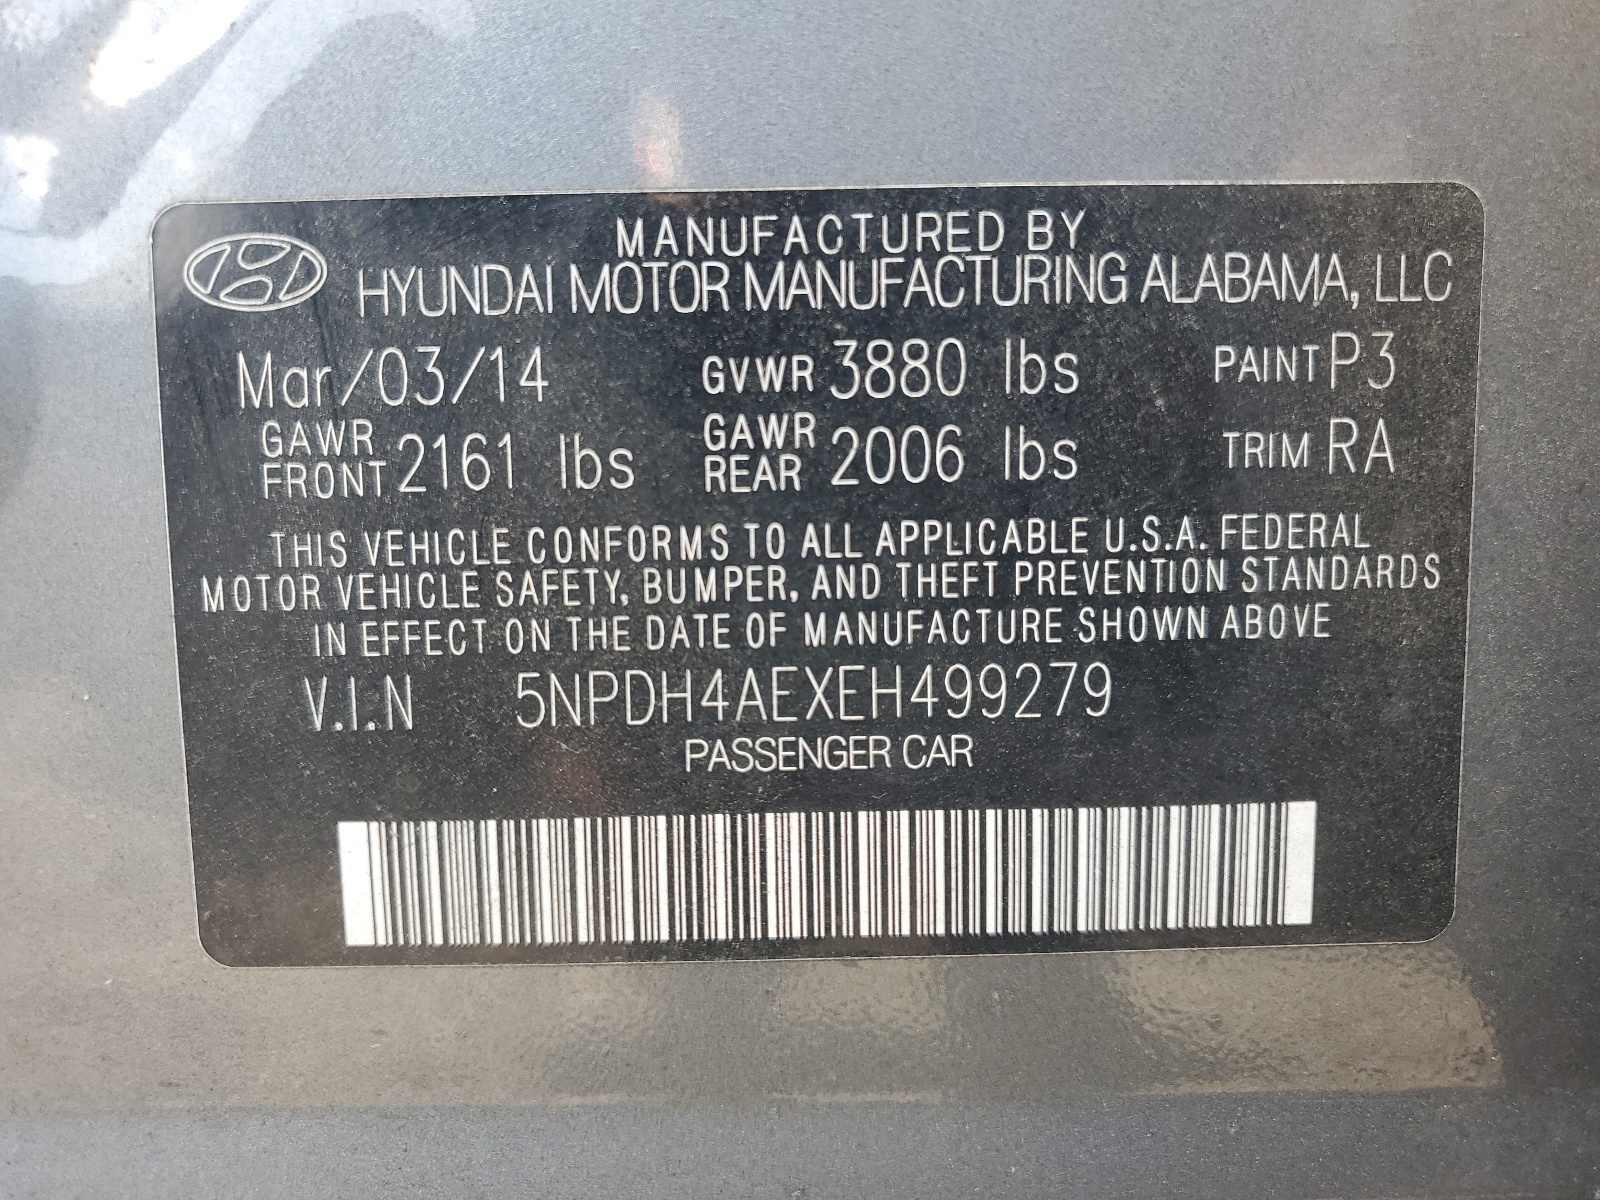 MANUFACTURED BY
HYUNDAI MOTOR MANUFACTURING ALABAMA, LLC
Mar/03/14 GVWR 3880 lbs PAINT P3
GAWR FRONT 2161 lbs GAWR REAR 2006 lbs TRIM RA
THIS VEHICLE CONFORMS TO ALL APPLICABLE U.S.A. FEDERAL
MOTOR VEHICLE SAFETY, BUMPER, AND THEFT PREVENTION STANDARDS
IN EFFECT ON THE DATE OF MANUFACTURE SHOWN ABOVE
V.I.N 5NPDH4AEXEH499279
PASSENGER CAR